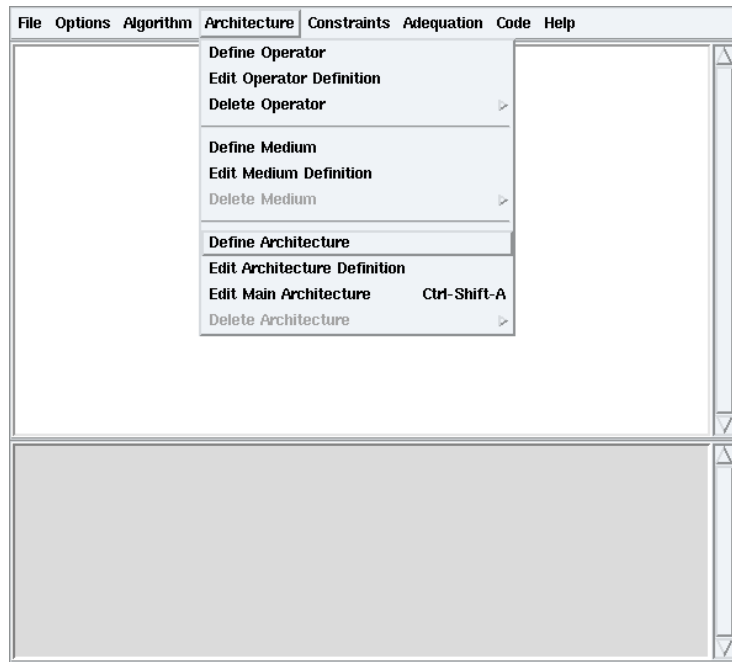 File Options Algorithm Architecture Constraints Adequation Code Help
Define Operator
Edit Operator Definition
Delete Operator
Define Medium
Edit Medium Definition
Delete Medium
Define Architecture
Edit Architecture Definition
Edit Main Architecture Ctrl-Shift-A
Delete Architecture